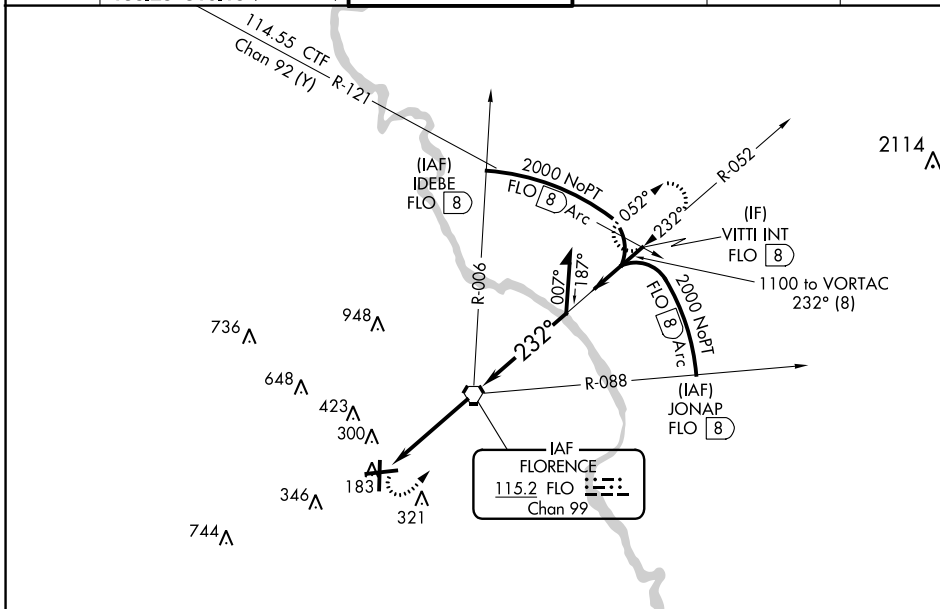 114.55 CTF R-121
Chan 92 (Y)
2114
(IAF)
IDEBE
FLO 8
2000 NoPT
FLO 8 Arc
R-052
052°
232°
(IF)
VITTI INT
FLO 8
1100 to VORTAC
232° (8)
R-006
007°
187°
2000 NoPT
FLO 8 Arc
736
948
232°
648
R-088
(IAF)
JONAP
FLO 8
423
300
183
346
321
744
IAF
FLORENCE
115.2 FLO
Chan 99